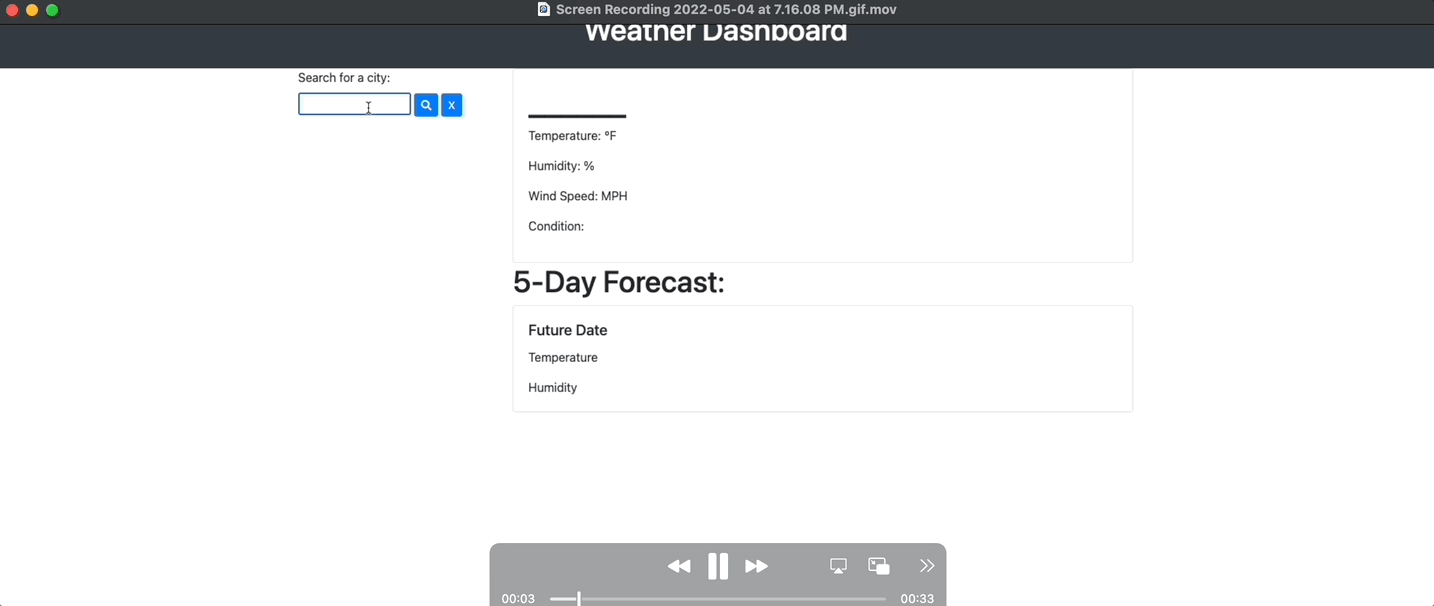 Screen Recording 2022-05-04 at 7.16.08 PM.gif.mov
Weather Dashboard
Search for a city:
X
Temperature: °F
Humidity: %
Wind Speed: MPH
Condition:
5-Day Forecast:
Future Date
Temperature
Humidity
00:03
00:33